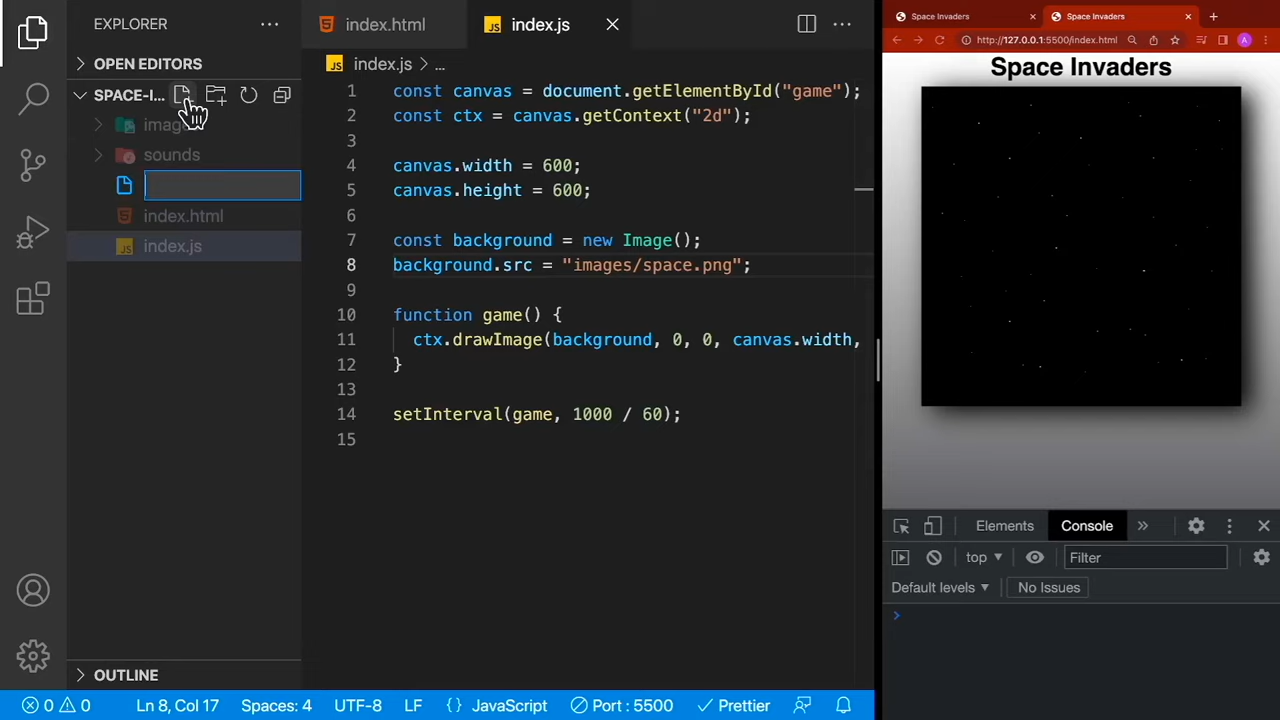 EXPLORER
OPEN EDITORS
SPACE-I...
sounds
index.html
index.js
OUTLINE
index.html
JS index.js
JS index.js > ...
1 const canvas = document.getElementById("game");
2 const ctx = canvas.getContext("2d");
3
4 canvas.width = 600;
5 canvas.height = 600;
6
7 const background = new Image();
8 background.src = "images/space.png";
9
10 function game() {
11 ctx.drawImage(background, 0, 0, canvas.width,
12 }
13
14 setInterval(game, 1000 / 60);
15
0 0 Ln 8, Col 17 Spaces: 4 UTF-8 LF { } JavaScript Port : 5500 Prettier
Space Invaders Space Invaders
http://127.0.0.1:5500/index.html A
Space Invaders
Elements Console »
top Filter
Default levels No Issues